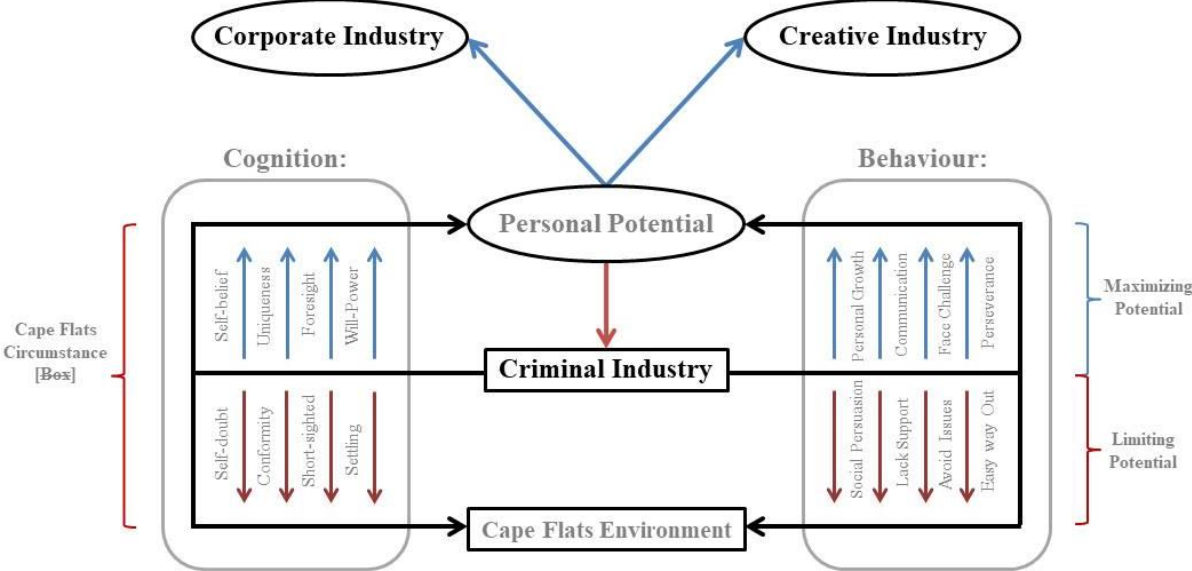 Corporate Industry
Creative Industry
Cognition:
Behaviour:
Personal Potential
Self-belief
Uniqueness
Foresight
Will-Power
Personal Growth
Communication
Face Challenge
Perseverance
Maximizing
Potential
Cape Flats
Circumstance
[Box]
Criminal Industry
Self-doubt
Conformity
Short-sighted
Settling
Social Persuasion
Lack Support
Avoid Issues
Easy way Out
Limiting
Potential
Cape Flats Environment